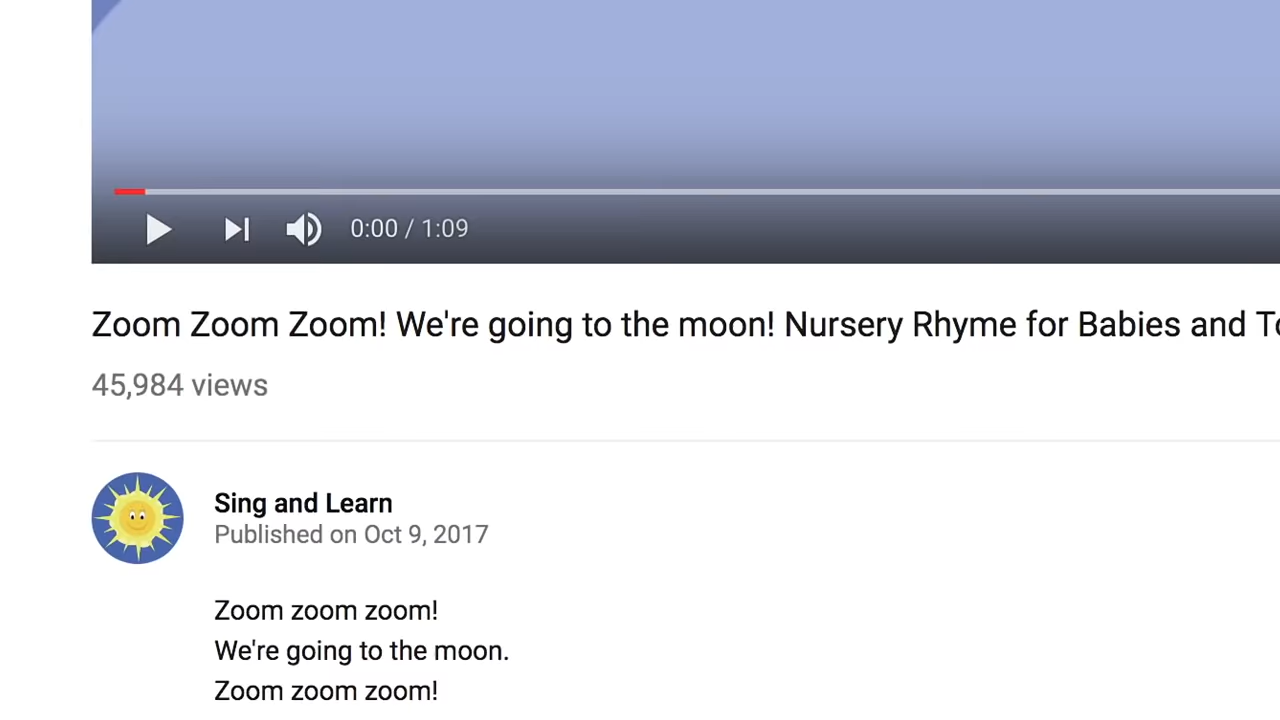 0:00 / 1:09
Zoom Zoom Zoom! We're going to the moon! Nursery Rhyme for Babies and
45,984 views
Sing and Learn
Published on Oct 9, 2017
Zoom zoom zoom!
We're going to the moon.
Zoom zoom zoom!